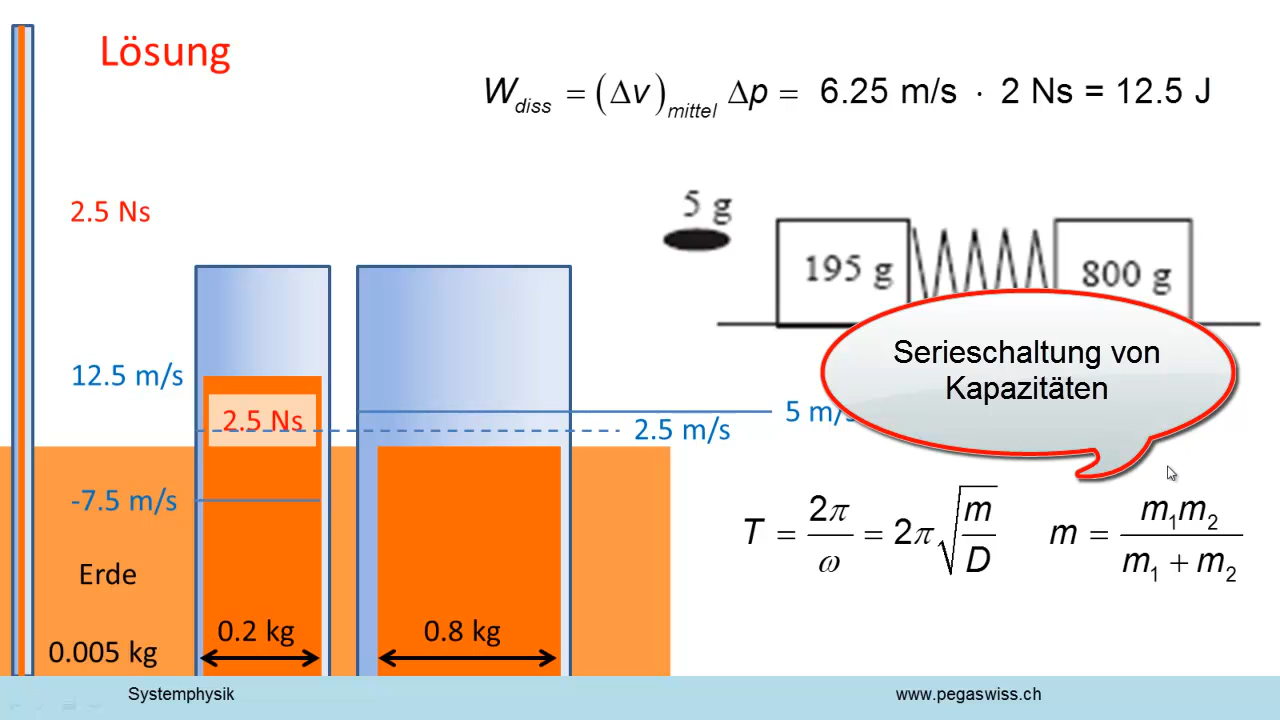 Lösung
W_diss = (Δv)_mittel Δp = 6.25 m/s · 2 Ns = 12.5 J
2.5 Ns
5 g
195 g
800 g
Serieschaltung von
Kapazitäten
12.5 m/s
2.5 Ns
5 m/s
2.5 m/s
-7.5 m/s
T = 2π/ω = 2π√(m/D)
m = m₁m₂/(m₁ + m₂)
Erde
0.005 kg
0.2 kg
0.8 kg
Systemphysik
www.pegaswiss.ch